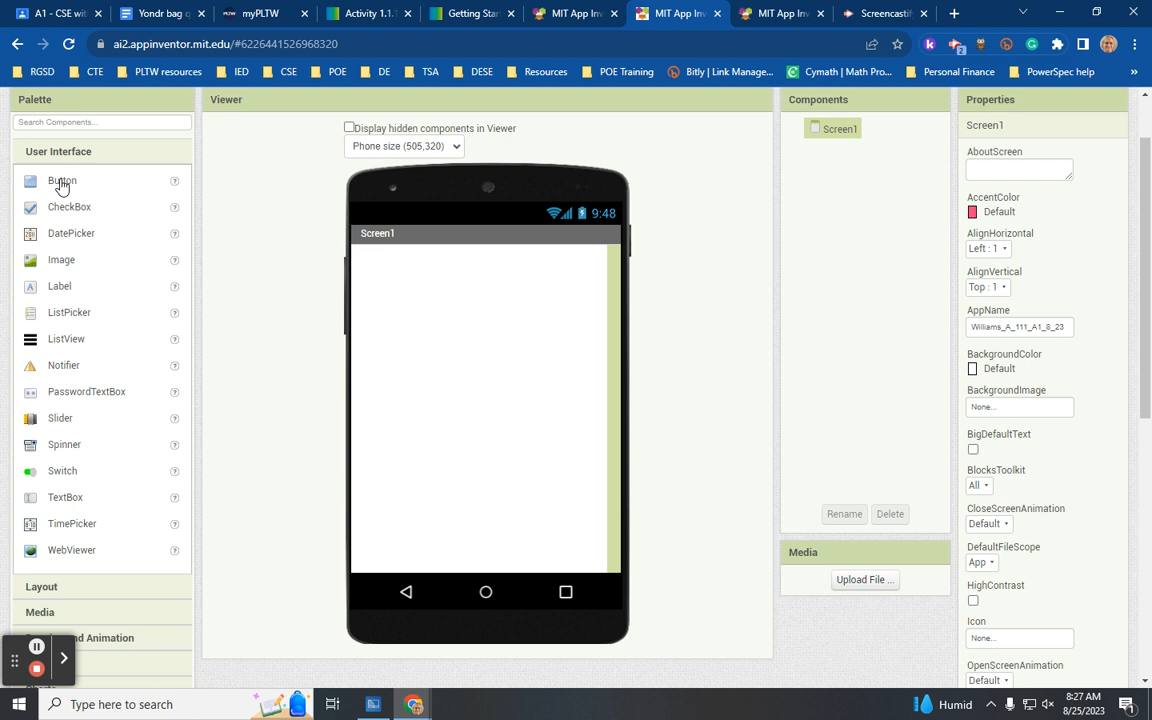 A1 - CSE wit
Yondr bag q
myPLTW
Activity 1.1.
Getting Star
MIT App Inv
MIT App Inv
MIT App Inv
Screencastif
ai2.appinventor.mit.edu/#6226441526968320
RGSD
CTE
PLTW resources
IED
CSE
POE
DE
TSA
DESE
Resources
POE Training
Bitly | Link Manage...
Cymath | Math Pro...
Personal Finance
PowerSpec help
»
Palette
Viewer
Components
Properties
Search Components...
User Interface
Button
CheckBox
DatePicker
Image
Label
ListPicker
ListView
Notifier
PasswordTextBox
Slider
Spinner
Switch
TextBox
TimePicker
WebViewer
Layout
Media
nd Animation
Display hidden components in Viewer
Phone size (505,320)
9:48
Screen1
Screen1
Rename
Delete
Media
Upload File ...
Screen1
AboutScreen
AccentColor
Default
AlignHorizontal
Left : 1
AlignVertical
Top : 1
AppName
Williams_A_111_A1_8_23
BackgroundColor
Default
BackgroundImage
None...
BigDefaultText
BlocksToolkit
All
CloseScreenAnimation
Default
DefaultFileScope
App
HighContrast
Icon
None...
OpenScreenAnimation
Default
Type here to search
Humid
8:27 AM
8/25/2023